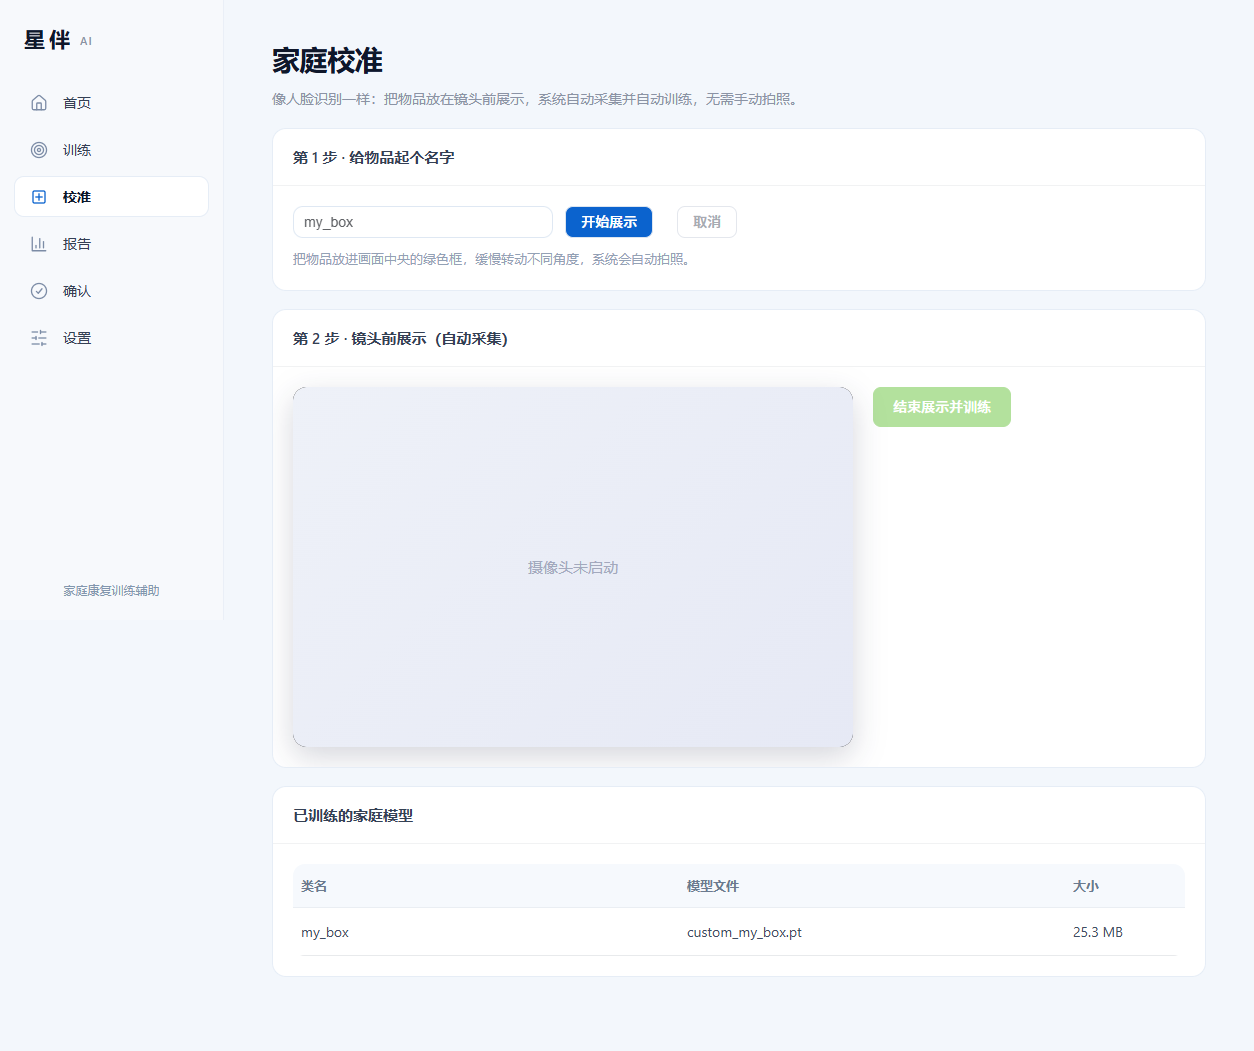 星伴 AI
首页
训练
校准
报告
确认
设置
家庭康复训练辅助
家庭校准
像人脸识别一样：把物品放在镜头前展示，系统自动采集并自动训练，无需手动拍照。
第 1 步 · 给物品起个名字
my_box 开始展示 取消
把物品放进画面中央的绿色框，缓慢转动不同角度，系统会自动拍照。
第 2 步 · 镜头前展示（自动采集）
摄像头未启动
结束展示并训练
已训练的家庭模型
类名 模型文件 大小
my_box custom_my_box.pt 25.3 MB